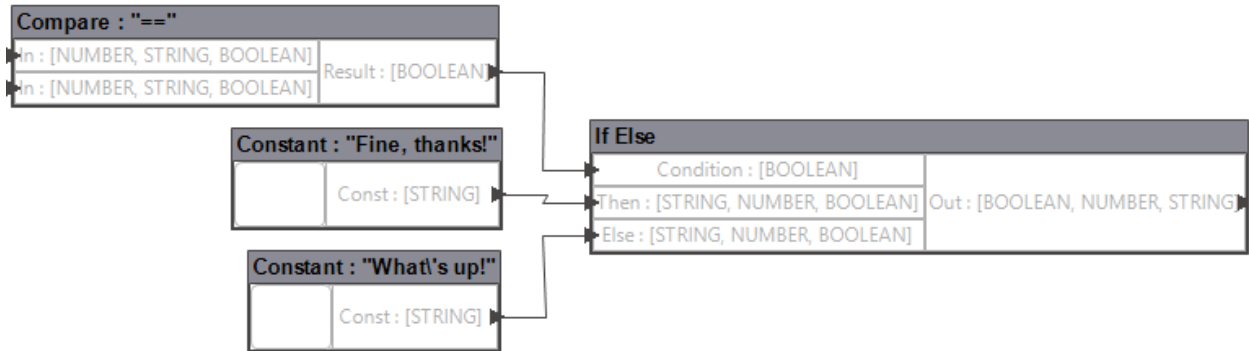 Compare : "=="
In : [NUMBER, STRING, BOOLEAN]
Result : [BOOLEAN]
In : [NUMBER, STRING, BOOLEAN]
Constant : "Fine, thanks!"
Const : [STRING]
If Else
Condition : [BOOLEAN]
Then : [STRING, NUMBER, BOOLEAN]
Out : [BOOLEAN, NUMBER, STRING]
Else : [STRING, NUMBER, BOOLEAN]
Constant : "What\'s up!"
Const : [STRING]